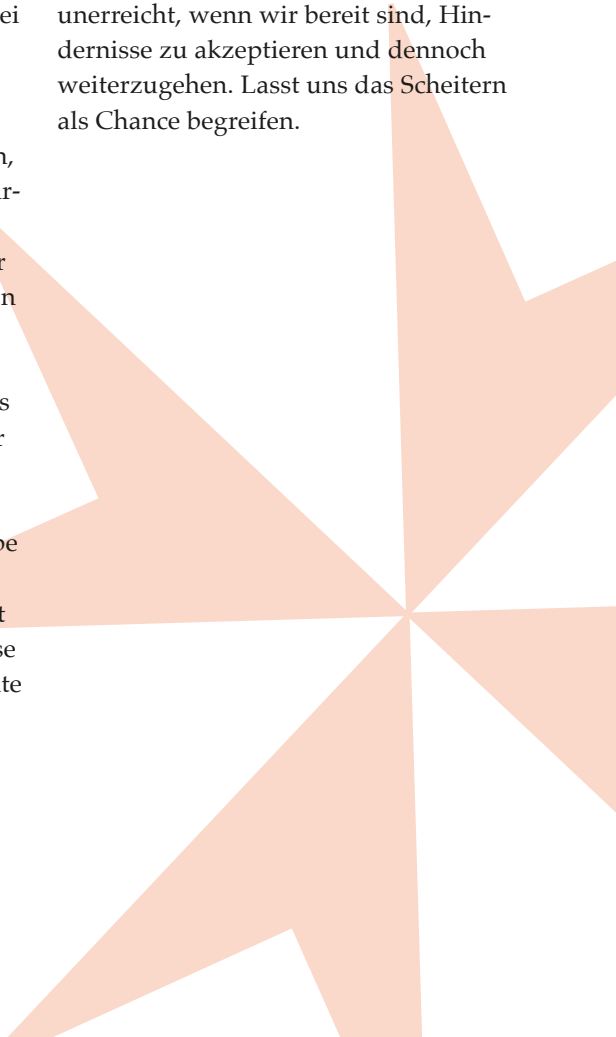 unerreicht, wenn wir bereit sind, Hin-
dernisse zu akzeptieren und dennoch
weiterzugehen. Lasst uns das Scheitern
als Chance begreifen.